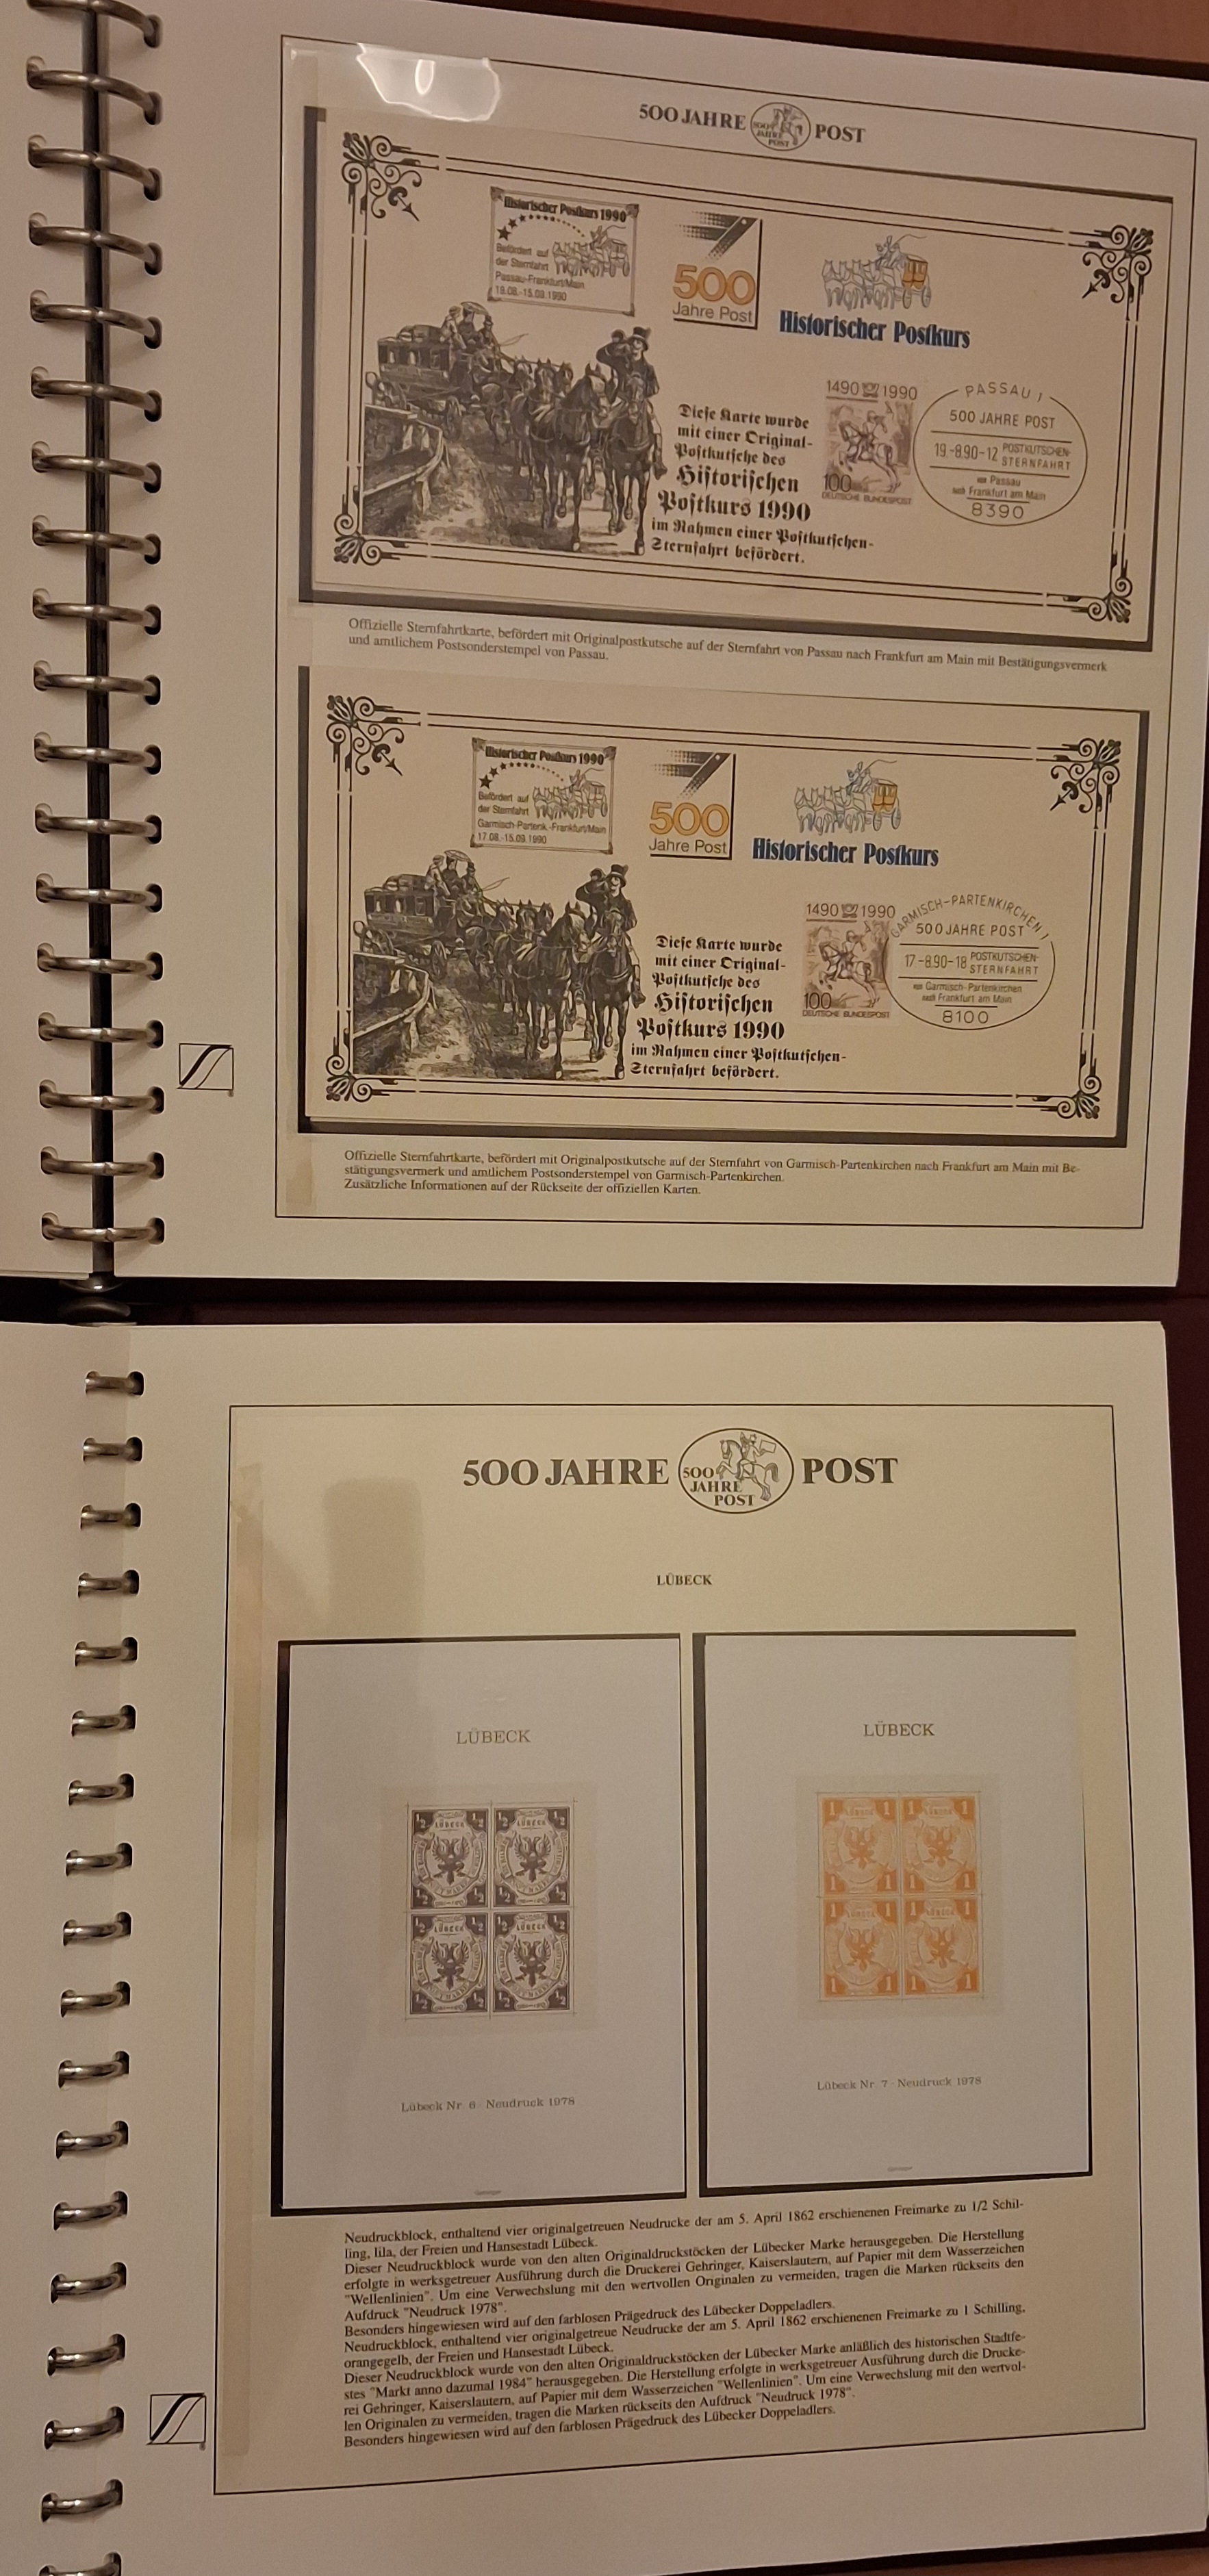 500 JAHRE 500 JAHRE POST POST
Historischer Postkurs 1990
Befördert auf
der Sternfahrt
Passau-Frankfurt/Main
18.08.-15.09.1990
500
Jahre Post
Historischer Postkurs
Diese Karte wurde
mit einer Original-
Postkutsche des
Historischen
Postkurs 1990
im Rahmen einer Postkutschen-
Sternfahrt befördert.
1490 1990
100
DEUTSCHE BUNDESPOST
PASSAU 1
500 JAHRE POST
19.-8.90-12 POSTKUTSCHEN-
STERNFAHRT
von Passau
nach Frankfurt am Main
8390
Offizielle Sternfahrtkarte, befördert mit Originalpostkutsche auf der Sternfahrt von Passau nach Frankfurt am Main mit Bestätigungsvermerk
und amtlichem Postsonderstempel von Passau.
Historischer Postkurs 1990
Befördert auf
der Sternfahrt
Garmisch-Partenk.-Frankfurt/Main
17.08.-15.09.1990
500
Jahre Post
Historischer Postkurs
Diese Karte wurde
mit einer Original-
Postkutsche des
Historischen
Postkurs 1990
im Rahmen einer Postkutschen-
Sternfahrt befördert.
1490 1990
100
DEUTSCHE BUNDESPOST
GARMISCH-PARTENKIRCHEN 1
500 JAHRE POST
17-8.90-18 POSTKUTSCHEN-
STERNFAHRT
von Garmisch-Partenkirchen
nach Frankfurt am Main
8100
Offizielle Sternfahrtkarte, befördert mit Originalpostkutsche auf der Sternfahrt von Garmisch-Partenkirchen nach Frankfurt am Main mit Be-
stätigungsvermerk und amtlichem Postsonderstempel von Garmisch-Partenkirchen.
Zusätzliche Informationen auf der Rückseite der offiziellen Karten.
500 JAHRE 500 JAHRE POST POST
LÜBECK
LÜBECK
LÜBECK
Lübeck Nr. 6 · Neudruck 1978
Lübeck Nr. 7 · Neudruck 1978
Neudruckblock, enthaltend vier originalgetreuen Neudrucke der am 5. April 1862 erschienenen Freimarke zu 1/2 Schil-
ling, lila, der Freien und Hansestadt Lübeck.
Dieser Neudruckblock wurde von den alten Originaldruckstöcken der Lübecker Marke herausgegeben. Die Herstellung
erfolgte in werksgetreuer Ausführung durch die Druckerei Gehringer, Kaiserslautern, auf Papier mit dem Wasserzeichen
"Wellenlinien". Um eine Verwechslung mit den wertvollen Originalen zu vermeiden, tragen die Marken rückseits den
Aufdruck "Neudruck 1978".
Besonders hingewiesen wird auf den farblosen Prägedruck des Lübecker Doppeladlers.
Neudruckblock, enthaltend vier originalgetreue Neudrucke der am 5. April 1862 erschienenen Freimarke zu 1 Schilling,
orangegelb, der Freien und Hansestadt Lübeck.
Dieser Neudruckblock wurde von den alten Originaldruckstöcken der Lübecker Marke anläßlich des historischen Stadtfe-
stes "Markt anno dazumal 1984" herausgegeben. Die Herstellung erfolgte in werksgetreuer Ausführung durch die Drucke-
rei Gehringer, Kaiserslautern, auf Papier mit dem Wasserzeichen "Wellenlinien". Um eine Verwechslung mit den wertvol-
len Originalen zu vermeiden, tragen die Marken rückseits den Aufdruck "Neudruck 1978".
Besonders hingewiesen wird auf den farblosen Prägedruck des Lübecker Doppeladlers.